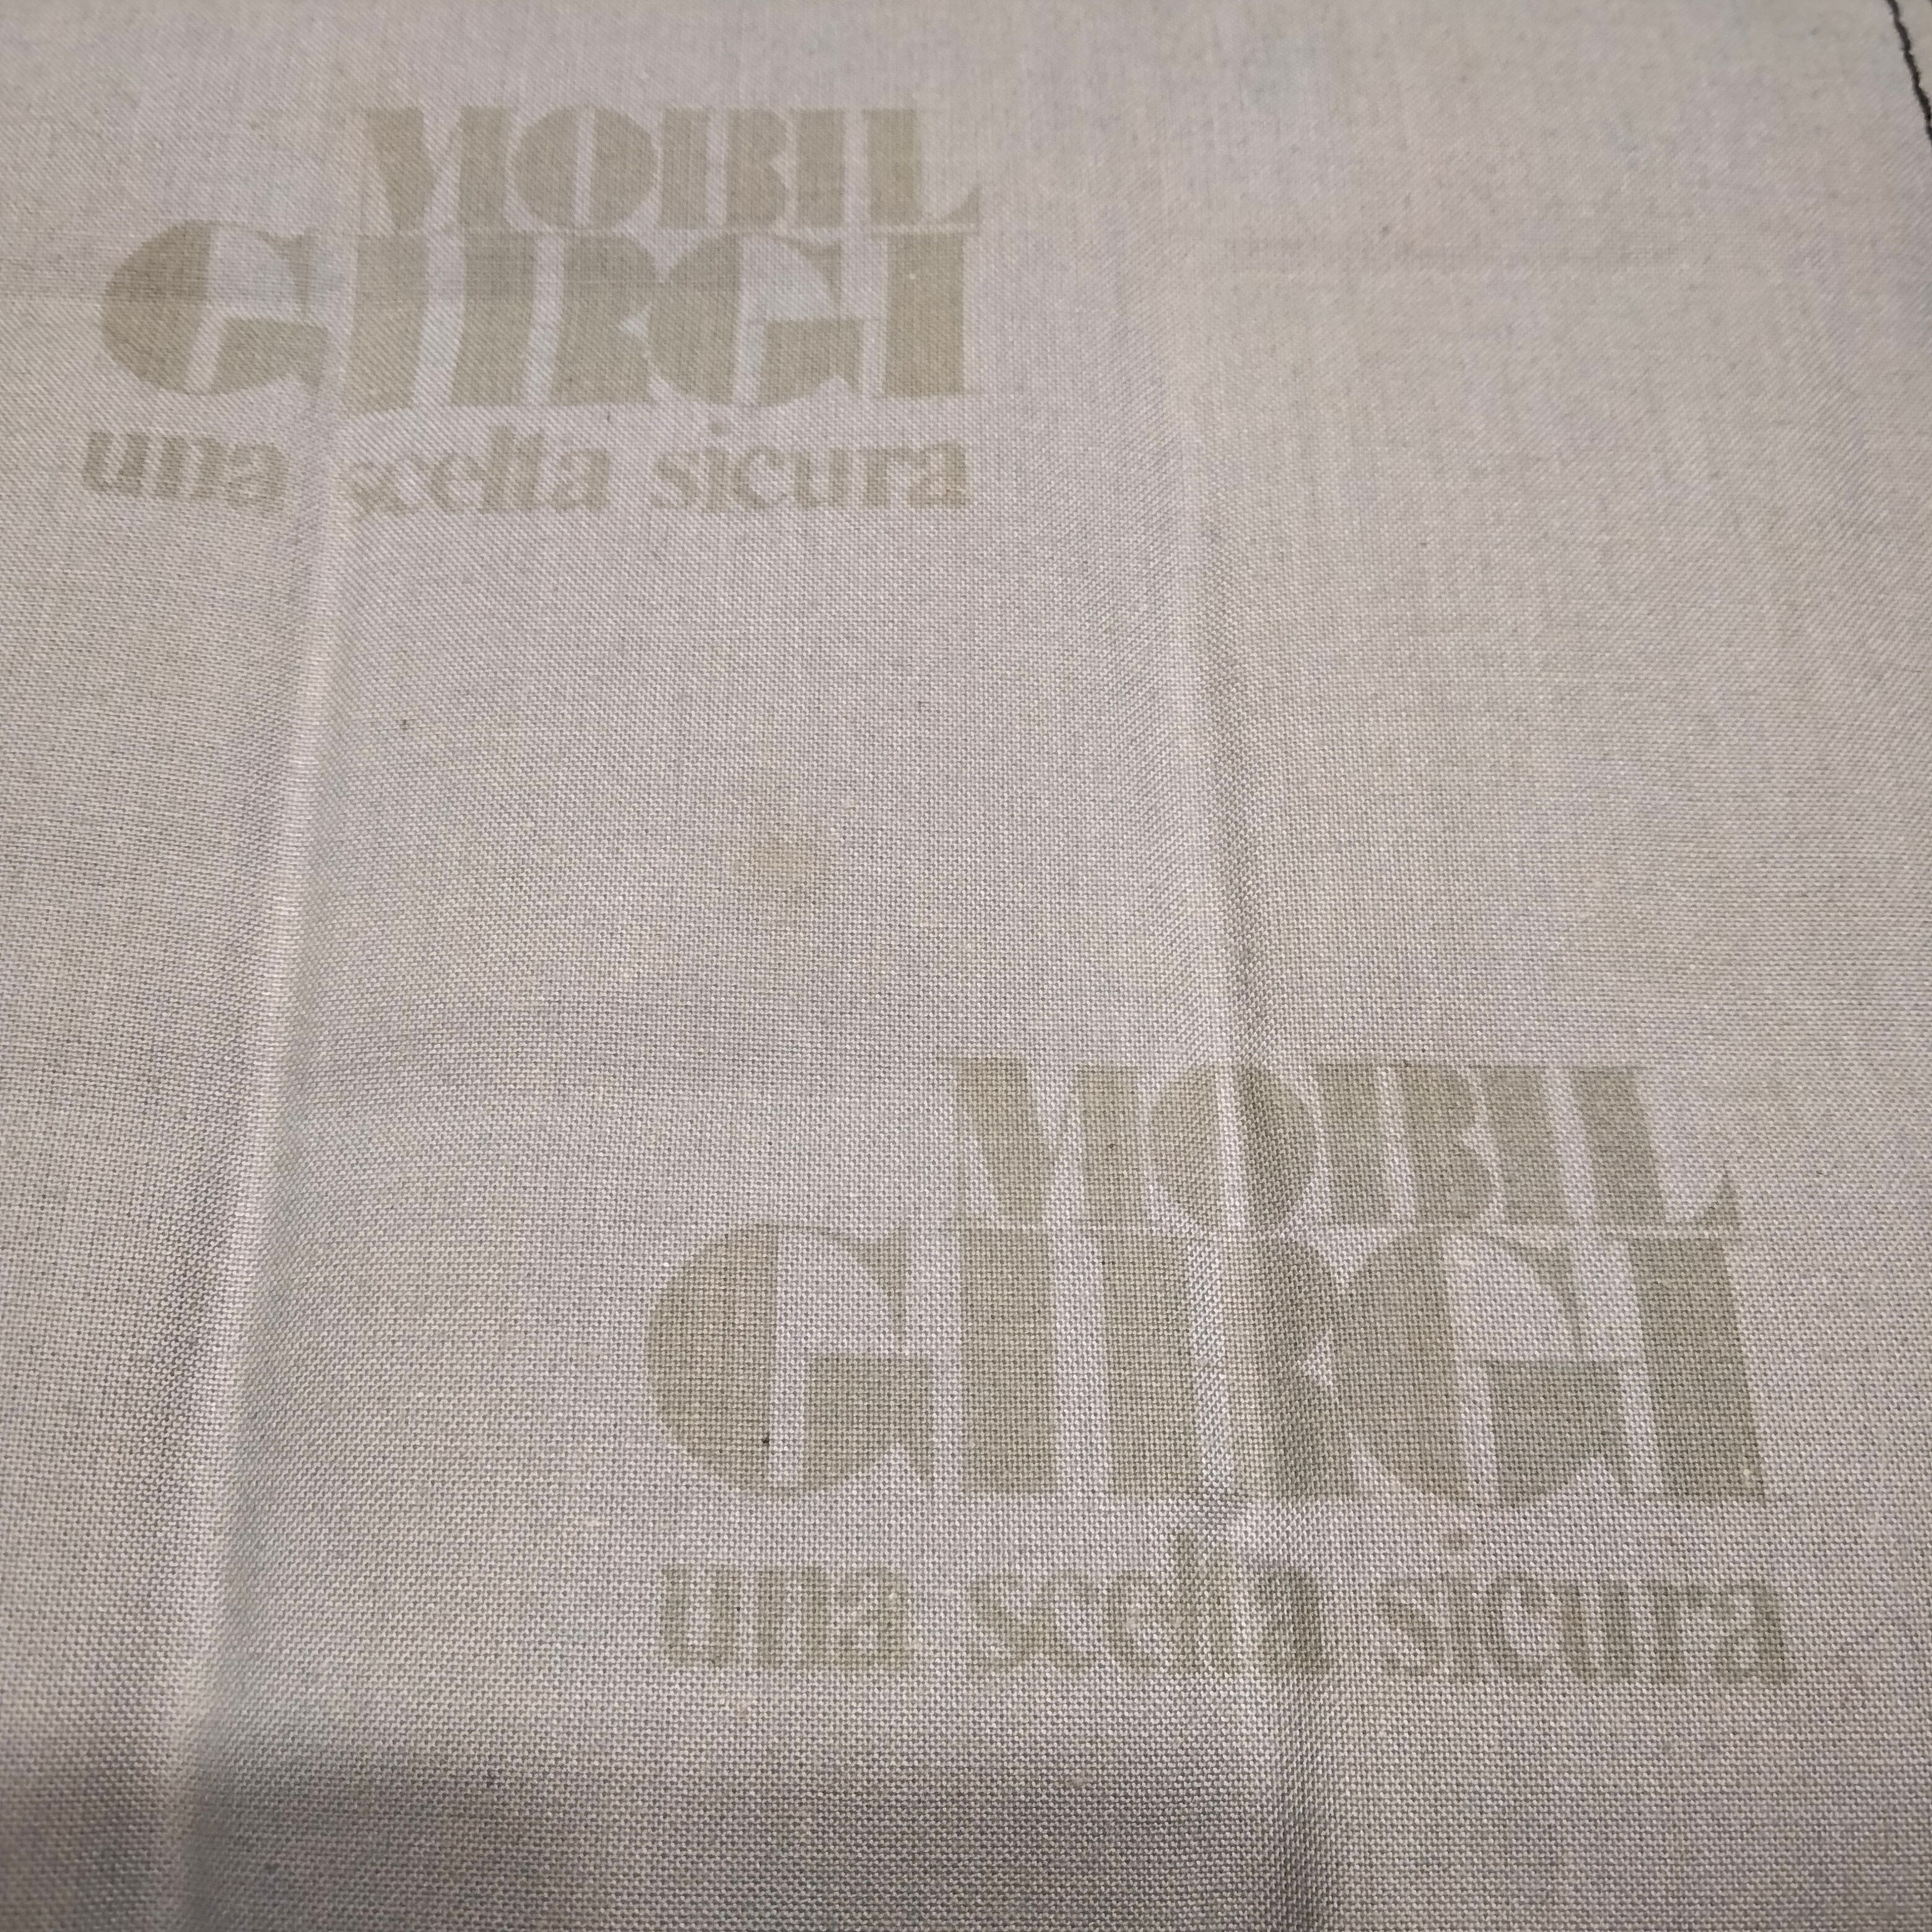 MOBIL
GIRGI
una scelta sicura
MOBIL
GIRGI
una scelta sicura